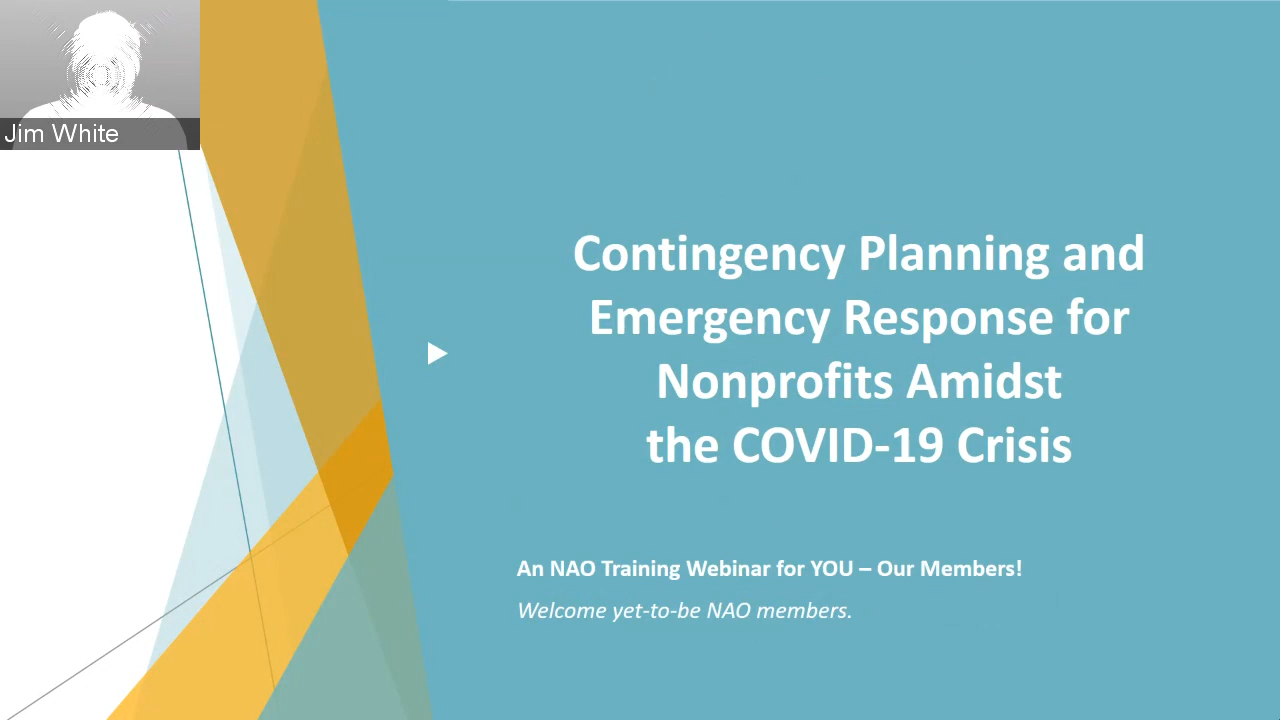 Jim White
Contingency Planning and
Emergency Response for
Nonprofits Amidst
the COVID-19 Crisis
An NAO Training Webinar for YOU – Our Members!
Welcome yet-to-be NAO members.